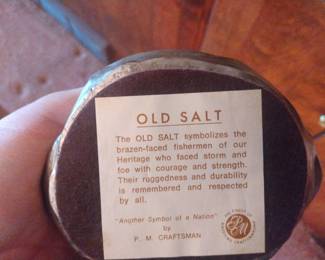 OLD SALT
The OLD SALT symbolizes the
brazen-faced fishermen of our
Heritage who faced storm and
foe with courage and strength.
Their ruggedness and durability
is remembered and respected
by all.
"Another Symbol of a Nation"
by
P. M. CRAFTSMAN